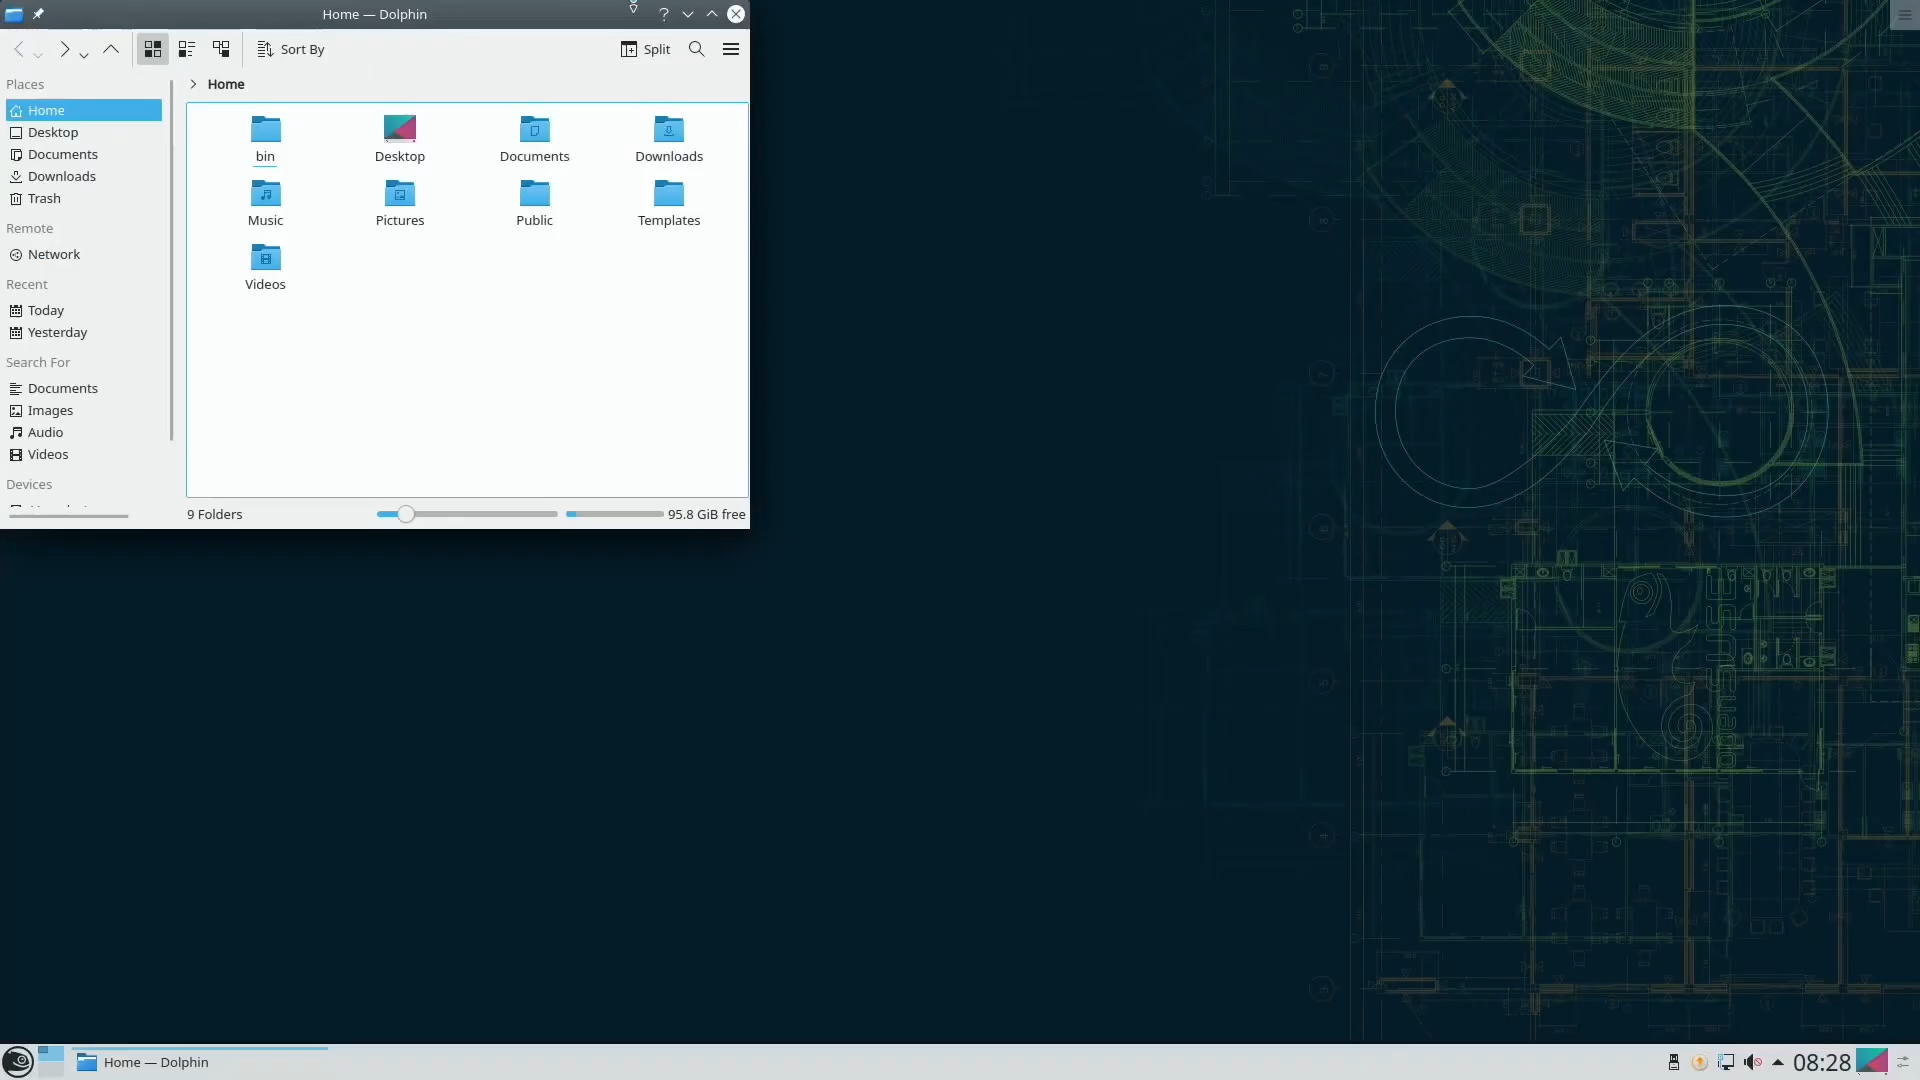 Home — Dolphin
Sort By
Split
Places
Home
Home
Desktop
Documents
Downloads
Trash
Remote
Network
Recent
Today
Yesterday
Search For
Documents
Images
Audio
Videos
Devices
bin
Desktop
Documents
Downloads
Music
Pictures
Public
Templates
Videos
9 Folders
95.8 GiB free
openSUSE
Home — Dolphin
08:28